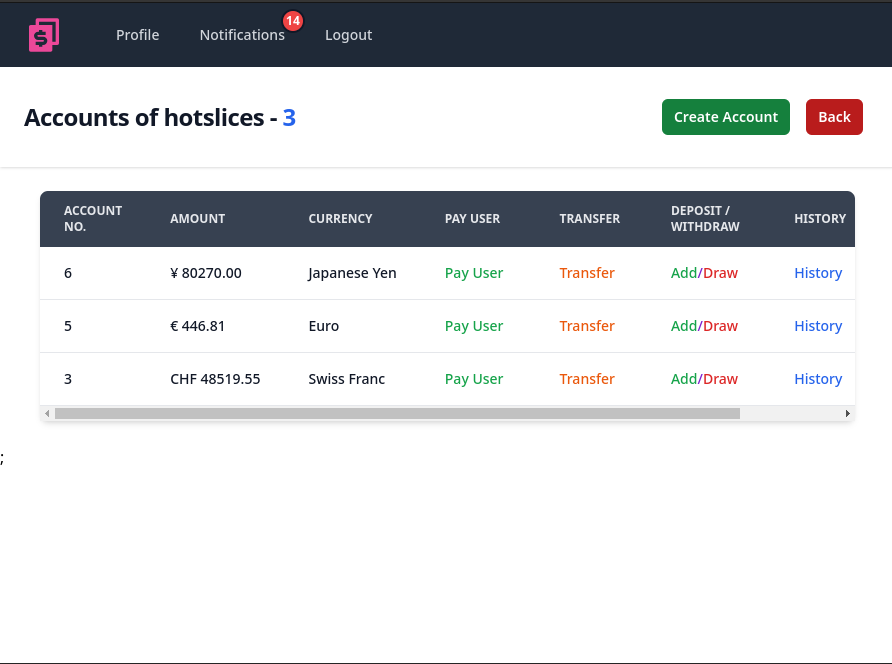 $
Profile
Notifications
14
Logout
Accounts of hotslices - 3
Create Account
Back
ACCOUNT
NO.
AMOUNT
CURRENCY
PAY USER
TRANSFER
DEPOSIT /
WITHDRAW
HISTORY
6 ¥ 80270.00 Japanese Yen Pay User Transfer Add/Draw History
5 € 446.81 Euro Pay User Transfer Add/Draw History
3 CHF 48519.55 Swiss Franc Pay User Transfer Add/Draw History
;